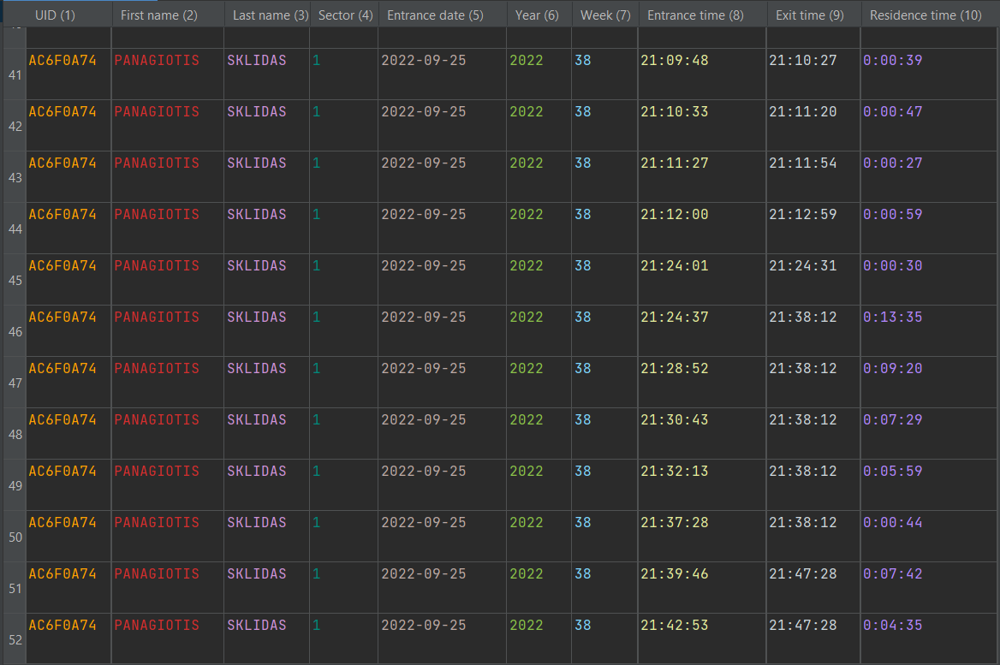 UID (1) First name (2) Last name (3) Sector (4) Entrance date (5) Year (6) Week (7) Entrance time (8) Exit time (9) Residence time (10)
41 AC6F0A74 PANAGIOTIS SKLIDAS 1 2022-09-25 2022 38 21:09:48 21:10:27 0:00:39
42 AC6F0A74 PANAGIOTIS SKLIDAS 1 2022-09-25 2022 38 21:10:33 21:11:20 0:00:47
43 AC6F0A74 PANAGIOTIS SKLIDAS 1 2022-09-25 2022 38 21:11:27 21:11:54 0:00:27
44 AC6F0A74 PANAGIOTIS SKLIDAS 1 2022-09-25 2022 38 21:12:00 21:12:59 0:00:59
45 AC6F0A74 PANAGIOTIS SKLIDAS 1 2022-09-25 2022 38 21:24:01 21:24:31 0:00:30
46 AC6F0A74 PANAGIOTIS SKLIDAS 1 2022-09-25 2022 38 21:24:37 21:38:12 0:13:35
47 AC6F0A74 PANAGIOTIS SKLIDAS 1 2022-09-25 2022 38 21:28:52 21:38:12 0:09:20
48 AC6F0A74 PANAGIOTIS SKLIDAS 1 2022-09-25 2022 38 21:30:43 21:38:12 0:07:29
49 AC6F0A74 PANAGIOTIS SKLIDAS 1 2022-09-25 2022 38 21:32:13 21:38:12 0:05:59
50 AC6F0A74 PANAGIOTIS SKLIDAS 1 2022-09-25 2022 38 21:37:28 21:38:12 0:00:44
51 AC6F0A74 PANAGIOTIS SKLIDAS 1 2022-09-25 2022 38 21:39:46 21:47:28 0:07:42
52 AC6F0A74 PANAGIOTIS SKLIDAS 1 2022-09-25 2022 38 21:42:53 21:47:28 0:04:35